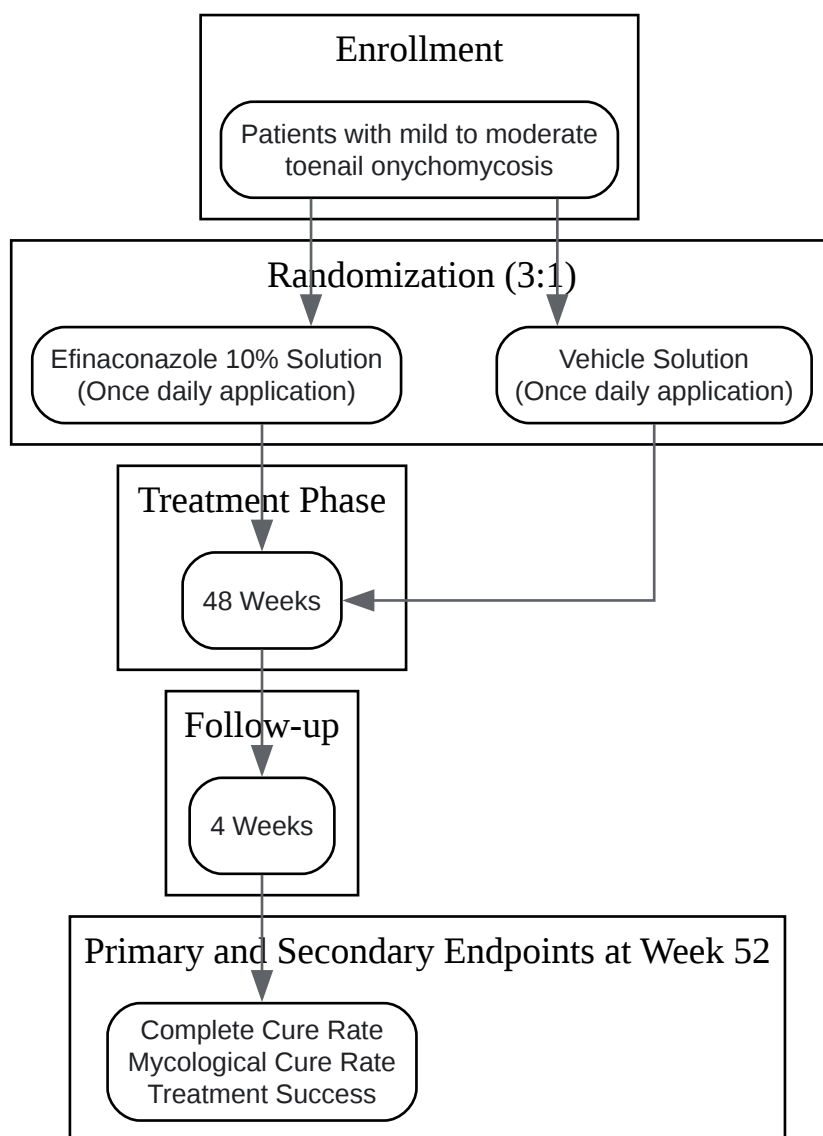 Enrollment
Patients with mild to moderate
toenail onychomycosis
Randomization (3:1)
Efinaconazole 10% Solution
(Once daily application)
Vehicle Solution
(Once daily application)
Treatment Phase
48 Weeks
Follow-up
4 Weeks
Primary and Secondary Endpoints at Week 52
Complete Cure Rate
Mycological Cure Rate
Treatment Success